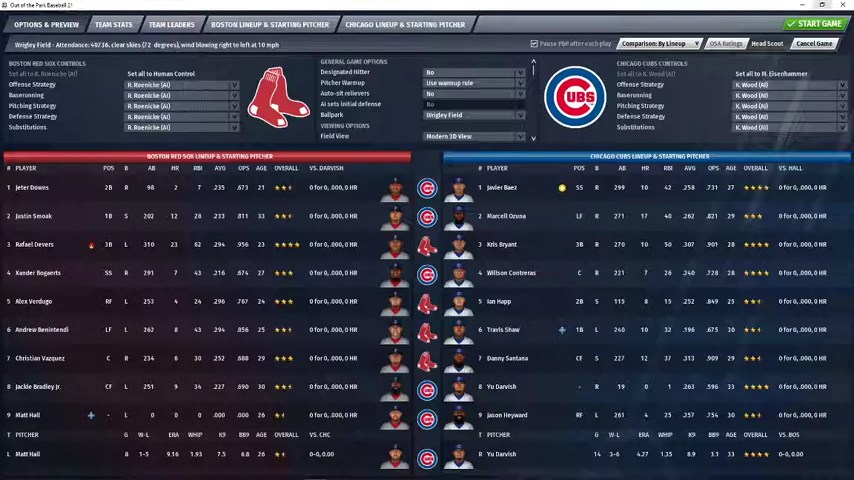 Out of the Park Baseball 21
OPTIONS & PREVIEW TEAM STATS TEAM LEADERS BOSTON LINEUP & STARTING PITCHER CHICAGO LINEUP & STARTING PITCHER START GAME
Wrigley Field - Attendance: 40736, clear skies (72 degrees), wind blowing right to left at 10 mph Pause PBP after each play Comparison: By Lineup OSA Ratings Head Scout Cancel Game
BOSTON RED SOX CONTROLS GENERAL GAME OPTIONS CHICAGO CUBS CONTROLS
Set all to R. Roenicke (AI) Set all to Human Control Designated Hitter No Set all to K. Wood (AI) Set all to M. Eisenhammer
Offense Strategy R. Roenicke (AI) Pitcher Warmup Use warmup rule Offense Strategy K. Wood (AI)
Baserunning R. Roenicke (AI) Auto-sit relievers No Baserunning K. Wood (AI)
Pitching Strategy R. Roenicke (AI) AI sets initial defense No Pitching Strategy K. Wood (AI)
Defense Strategy R. Roenicke (AI) Ballpark Wrigley Field Defense Strategy K. Wood (AI)
Substitutions R. Roenicke (AI) VIEWING OPTIONS Substitutions K. Wood (AI)
Field View Modern 3D View
CUBS
BOSTON RED SOX LINEUP & STARTING PITCHER CHICAGO CUBS LINEUP & STARTING PITCHER
# PLAYER POS B AB HR RBI AVG OPS AGE OVERALL VS. DARVISH # PLAYER POS B AB HR RBI AVG OPS AGE OVERALL VS. HALL
1 Jeter Downs 2B R 98 2 7 .235 .673 21 0 for 0, .000, 0 HR 1 Javier Baez SS R 299 10 42 .258 .731 27 0 for 0, .000, 0 HR
2 Justin Smoak 1B S 202 12 28 .233 .811 33 0 for 0, .000, 0 HR 2 Marcell Ozuna LF R 271 17 40 .262 .821 29 0 for 0, .000, 0 HR
3 Rafael Devers 3B L 310 23 62 .294 .956 23 0 for 0, .000, 0 HR 3 Kris Bryant 3B R 270 10 50 .307 .901 28 0 for 0, .000, 0 HR
4 Xander Bogaerts SS R 291 7 43 .216 .674 27 0 for 0, .000, 0 HR 4 Willson Contreras C R 221 7 26 .240 .728 28 0 for 0, .000, 0 HR
5 Alex Verdugo RF L 253 4 24 .296 .767 24 0 for 0, .000, 0 HR 5 Ian Happ 2B S 115 8 15 .252 .849 25 0 for 0, .000, 0 HR
6 Andrew Benintendi LF L 262 8 43 .294 .856 25 0 for 0, .000, 0 HR 6 Travis Shaw 1B L 240 10 32 .196 .675 30 0 for 0, .000, 0 HR
7 Christian Vazquez C R 234 6 30 .252 .688 29 0 for 0, .000, 0 HR 7 Danny Santana CF S 227 12 37 .313 .909 29 0 for 0, .000, 0 HR
8 Jackie Bradley Jr. CF L 251 9 34 .227 .690 30 0 for 0, .000, 0 HR 8 Yu Darvish - R 19 0 1 .263 .596 33 0 for 0, .000, 0 HR
9 Matt Hall - L 0 0 0 .000 .000 26 0 for 0, .000, 0 HR 9 Jason Heyward RF L 261 4 25 .257 .754 30 0 for 0, .000, 0 HR
T PITCHER G W-L ERA WHIP K9 BB9 AGE OVERALL VS. CHC T PITCHER G W-L ERA WHIP K9 BB9 AGE OVERALL VS. BOS
L Matt Hall 8 1-5 9.16 1.93 7.5 6.8 26 0-0, 0.00 R Yu Darvish 14 3-6 4.27 1.35 8.9 3.1 33 0-0, 0.00